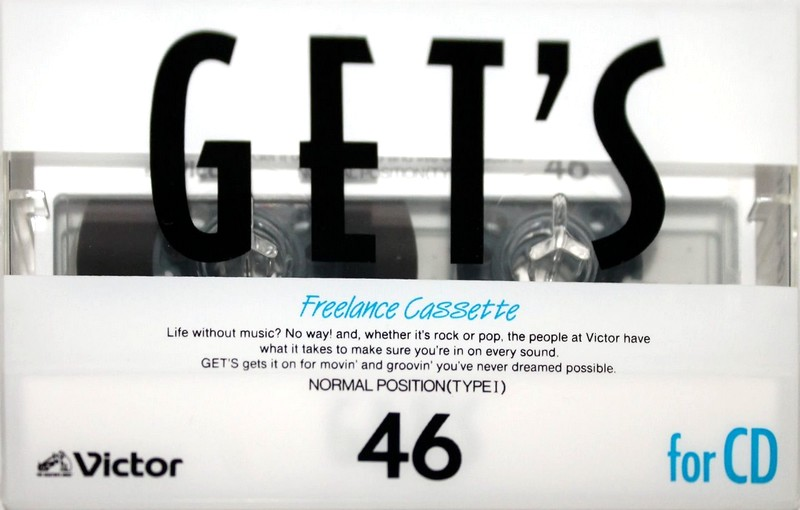 GET'S
46
Freelance Cassette
Life without music? No way! and, whether it's rock or pop, the people at Victor have
what it takes to make sure you're in on every sound.
GET'S gets it on for movin' and groovin' you've never dreamed possible.
NORMAL POSITION(TYPE I)
46
Victor
for CD